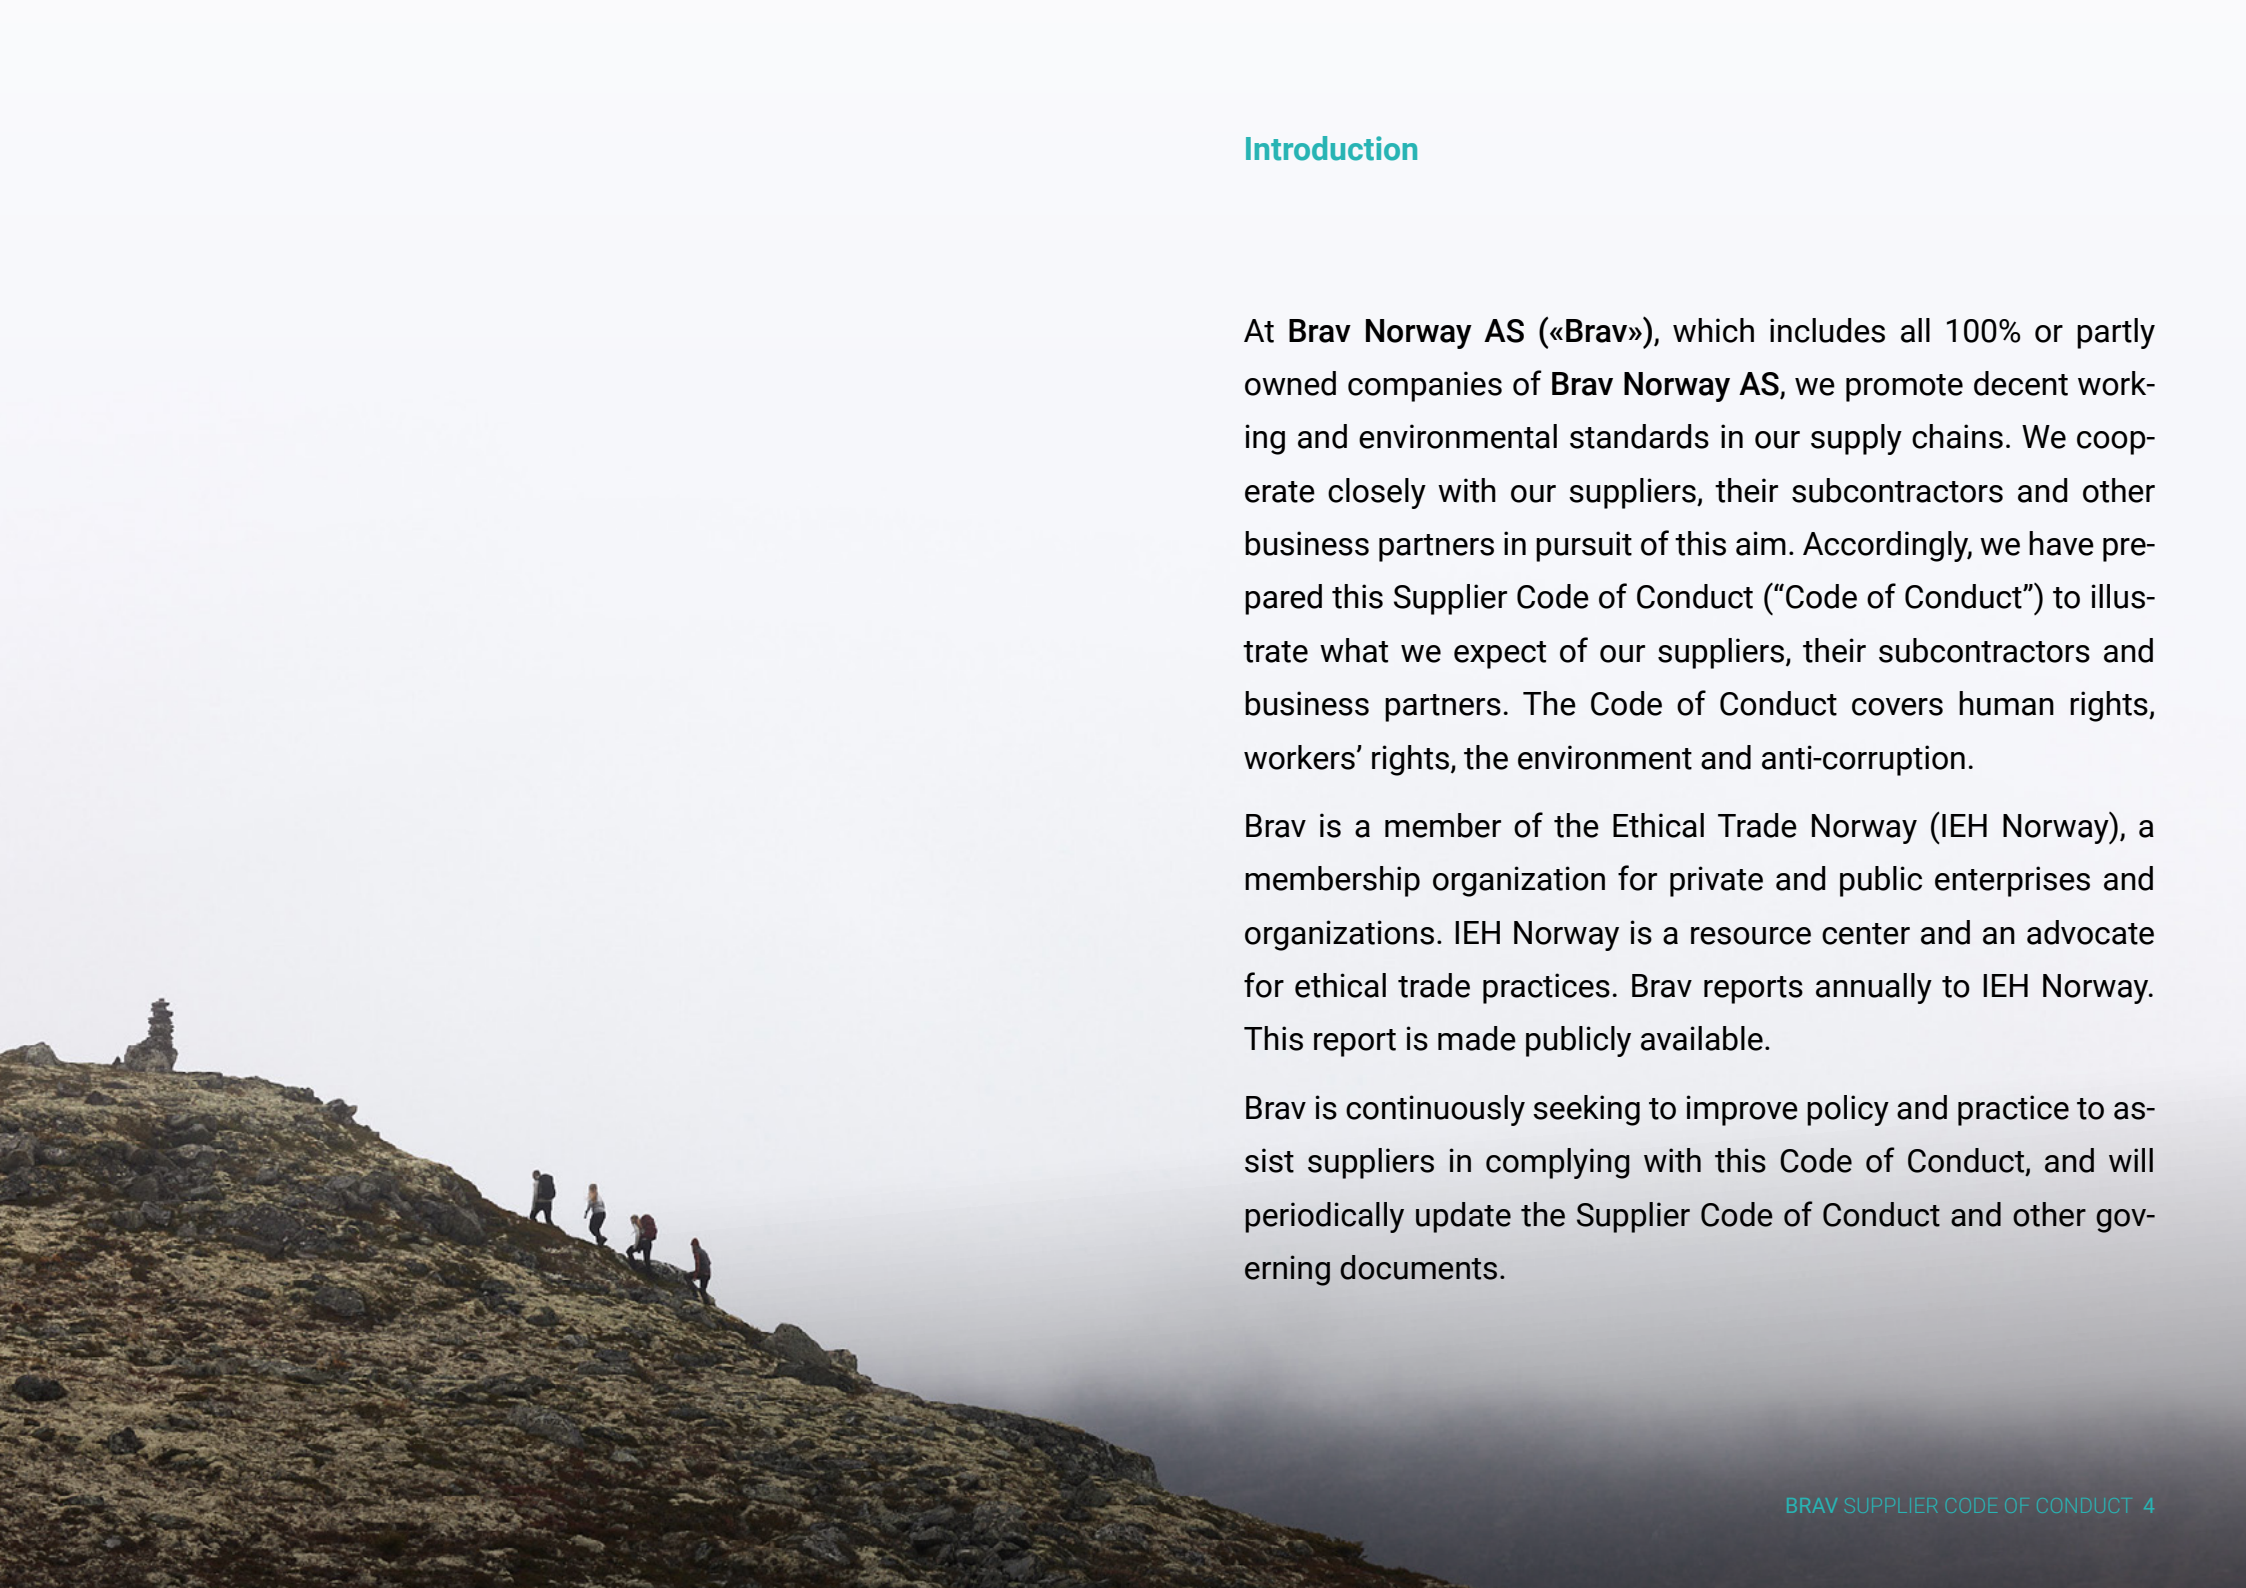 Introduction
At Brav Norway AS («Brav»), which includes all 100% or partly
owned companies of Brav Norway AS, we promote decent work-
ing and environmental standards in our supply chains. We coop-
erate closely with our suppliers, their subcontractors and other
business partners in pursuit of this aim. Accordingly, we have pre-
pared this Supplier Code of Conduct (“Code of Conduct”) to illus-
trate what we expect of our suppliers, their subcontractors and
business partners. The Code of Conduct covers human rights,
workers’ rights, the environment and anti-corruption.
Brav is a member of the Ethical Trade Norway (IEH Norway), a
membership organization for private and public enterprises and
organizations. IEH Norway is a resource center and an advocate
for ethical trade practices. Brav reports annually to IEH Norway.
This report is made publicly available.
Brav is continuously seeking to improve policy and practice to as-
sist suppliers in complying with this Code of Conduct, and will
periodically update the Supplier Code of Conduct and other gov-
erning documents.
BRAV SUPPLIER CODE OF CONDUCT 4